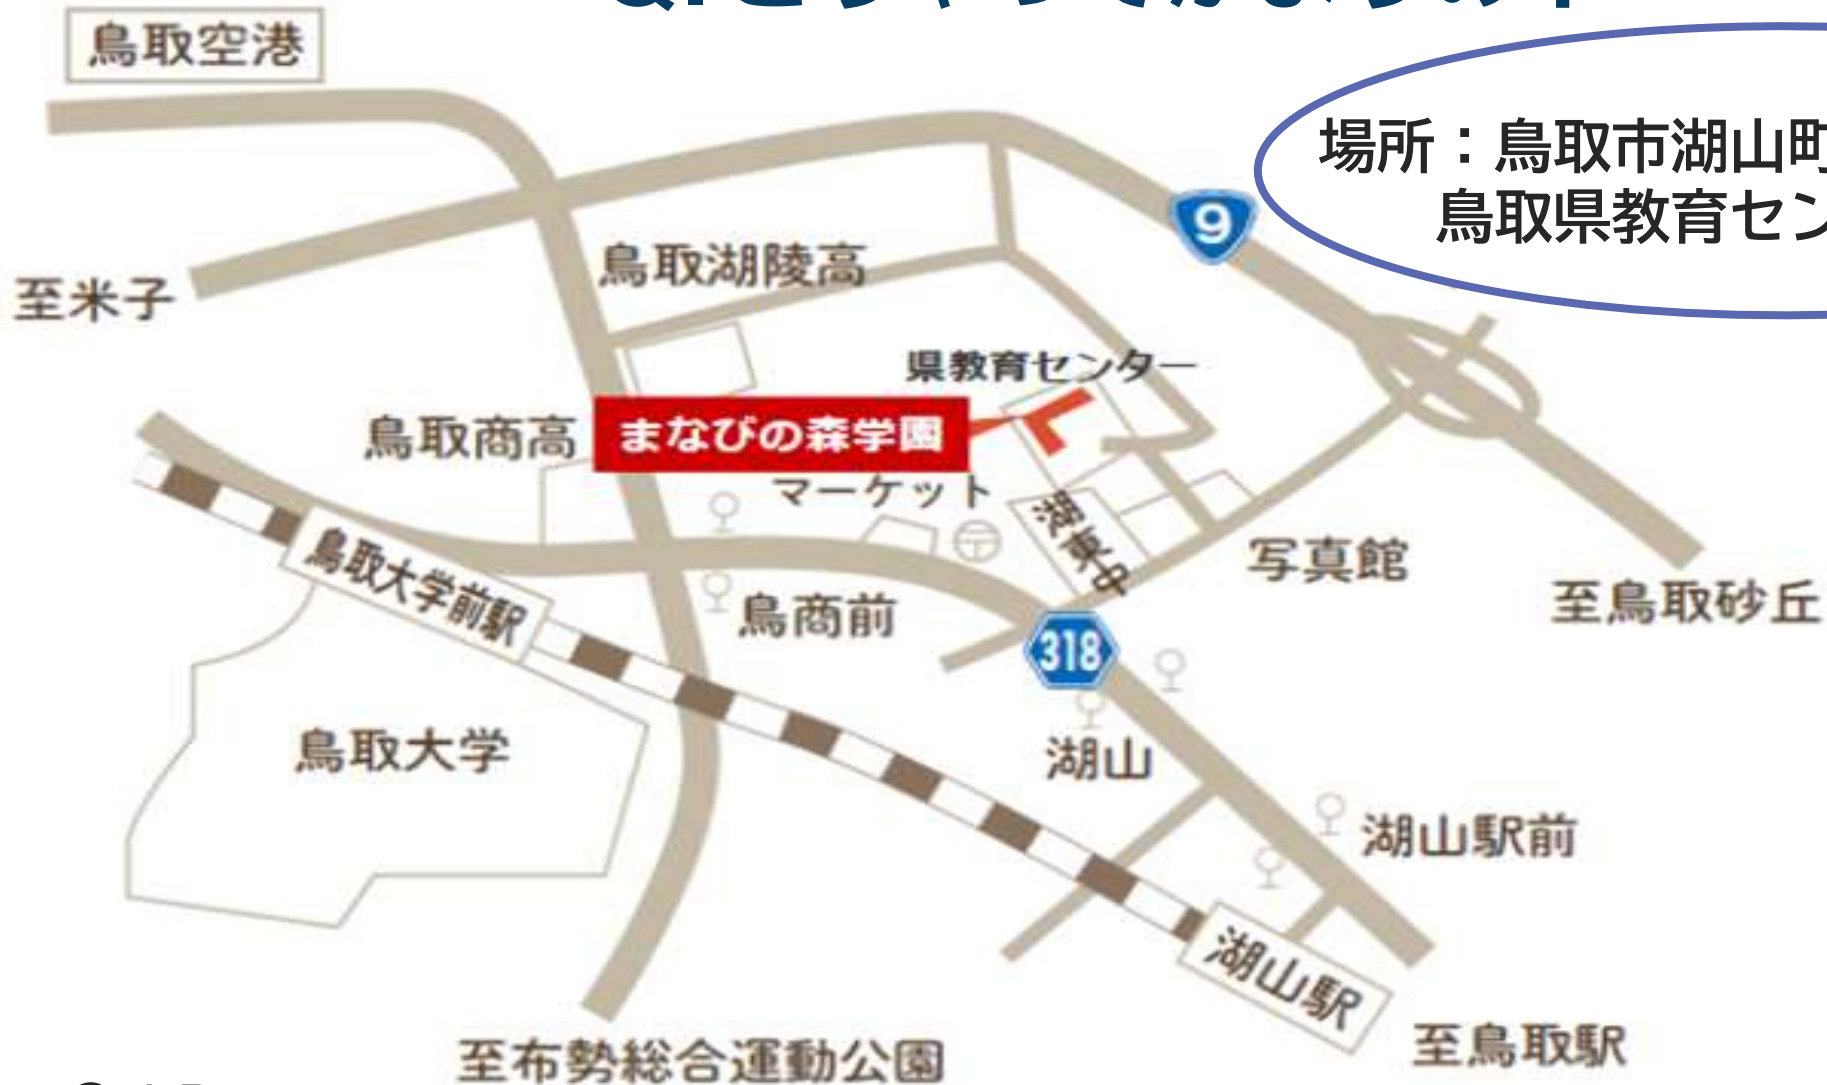 鳥取空港
場所：鳥取市湖山町
鳥取県教育セン
9
鳥取湖陵高
至米子
県教育センター
鳥取商高
まなびの森学園
マーケット
湖東中
鳥取大学前駅
写真館
鳥商前
至鳥取砂丘
318
鳥取大学
湖山
湖山駅前
湖山駅
至鳥取駅
至布勢総合運動公園